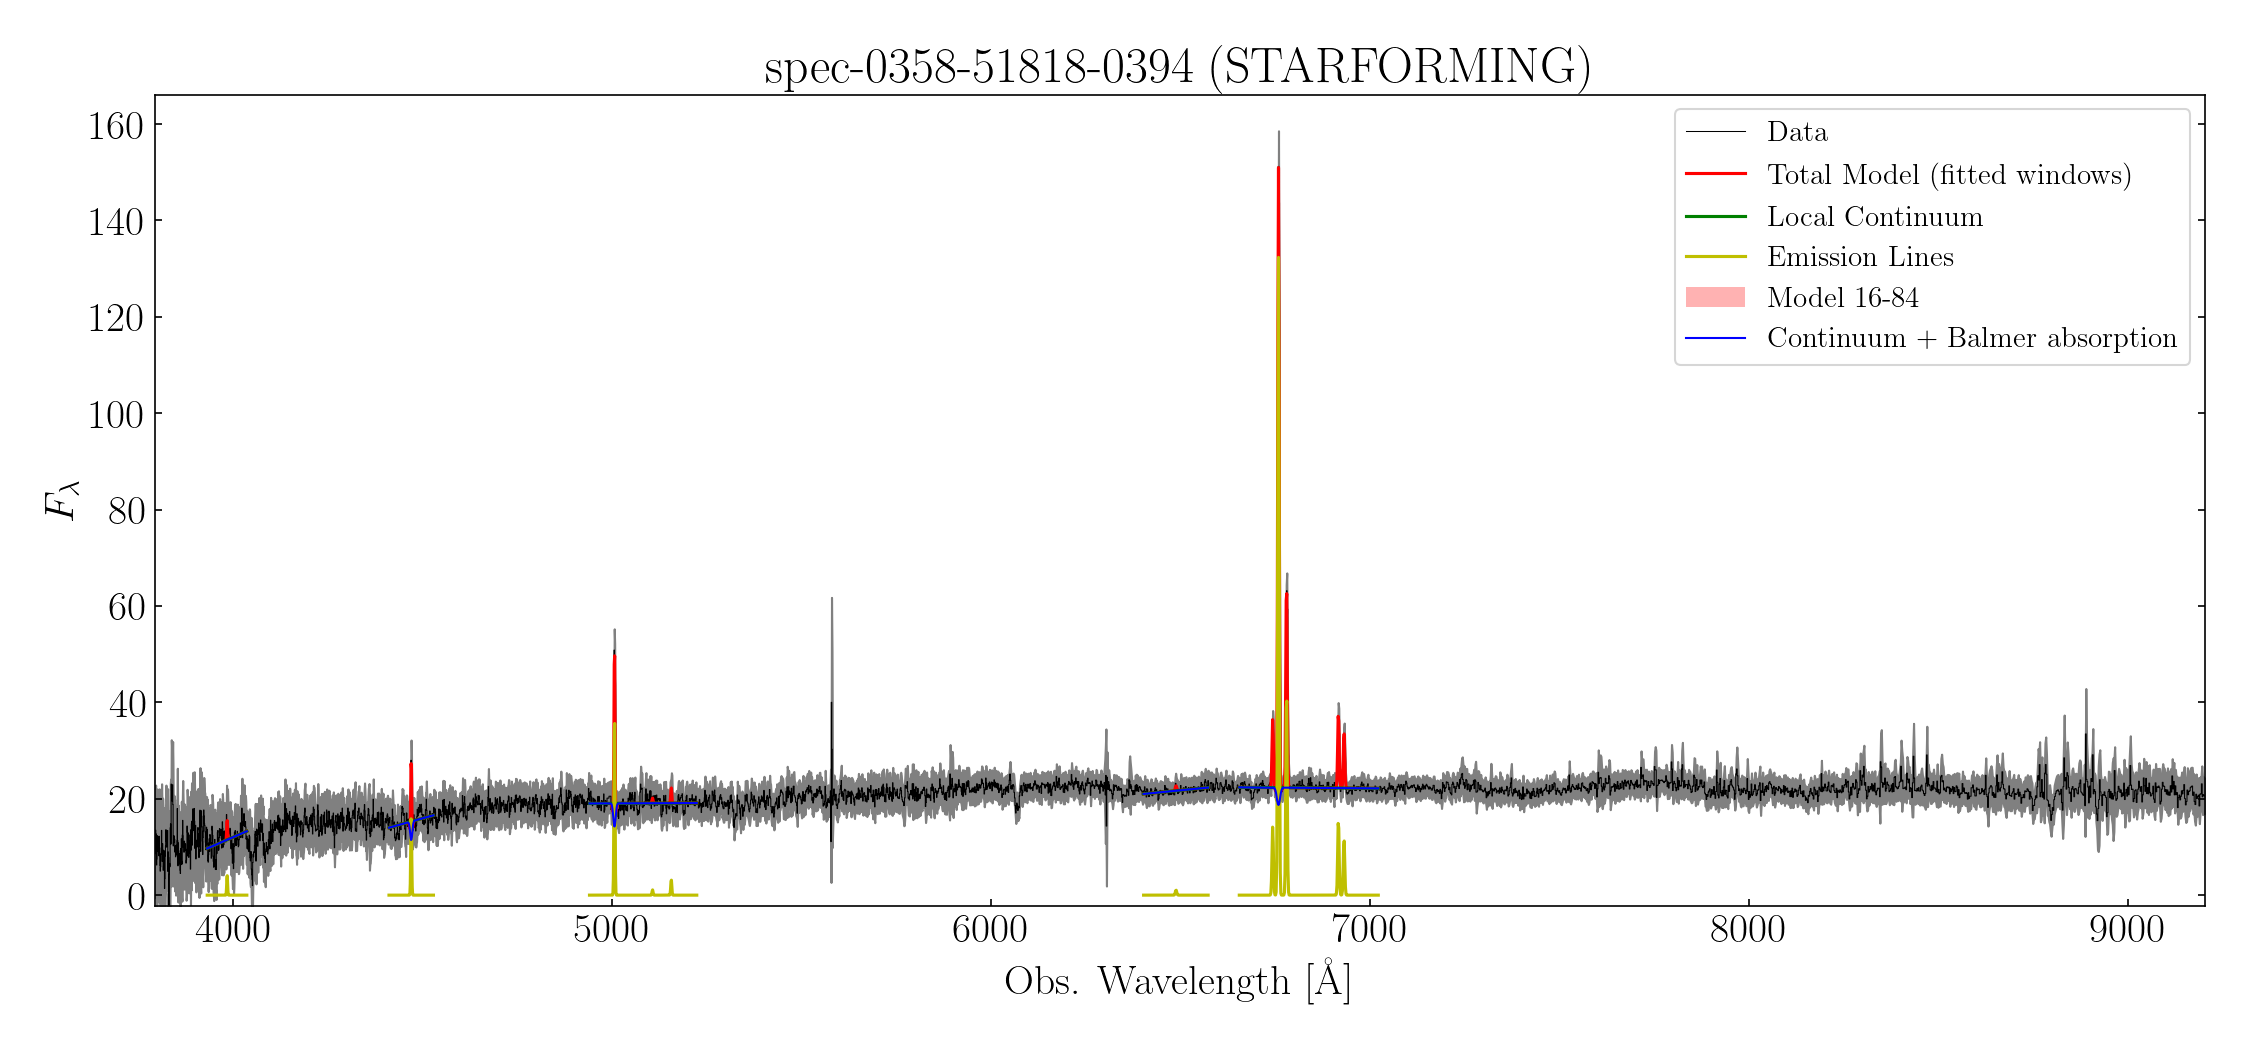 spec-0358-51818-0394 (STARFORMING)
160
140
120
100
80
60
40
20
0
F_λ
Data
Total Model (fitted windows)
Local Continuum
Emission Lines
Model 16-84
Continuum + Balmer absorption
4000 5000 6000 7000 8000 9000
Obs. Wavelength [Å]